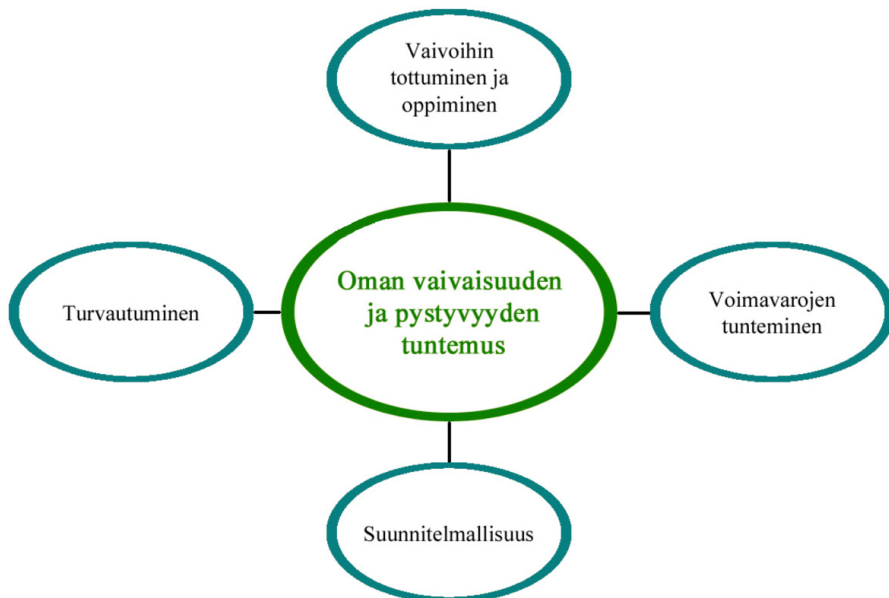 Vaivoihin
tottuminen ja
oppiminen
Turvautuminen
Oman vaivaisuuden
ja pystyvyyden
tuntemus
Voimavarojen
tunteminen
Suunnitelmallisuus